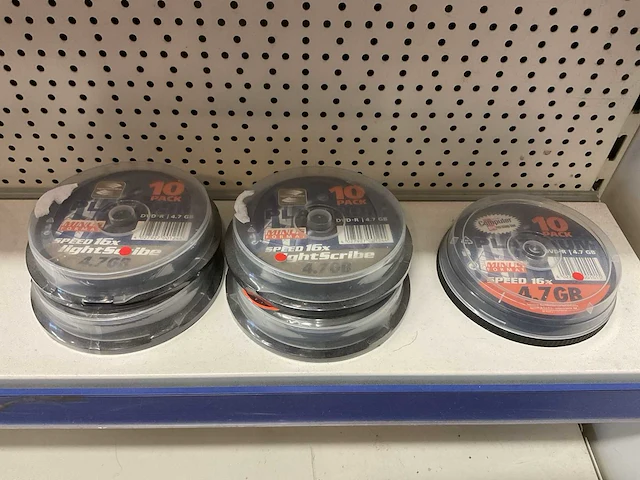 10
PACK
DVD-R | 4.7 GB
SPEED 16x
LightScribe
4.7GB
10
PACK
DVD-R | 4.7 GB
SPEED 16x
LightScribe
4.7GB
Computer
10
PACK
DVD-R | 4.7 GB
SPEED 16x
4.7GB